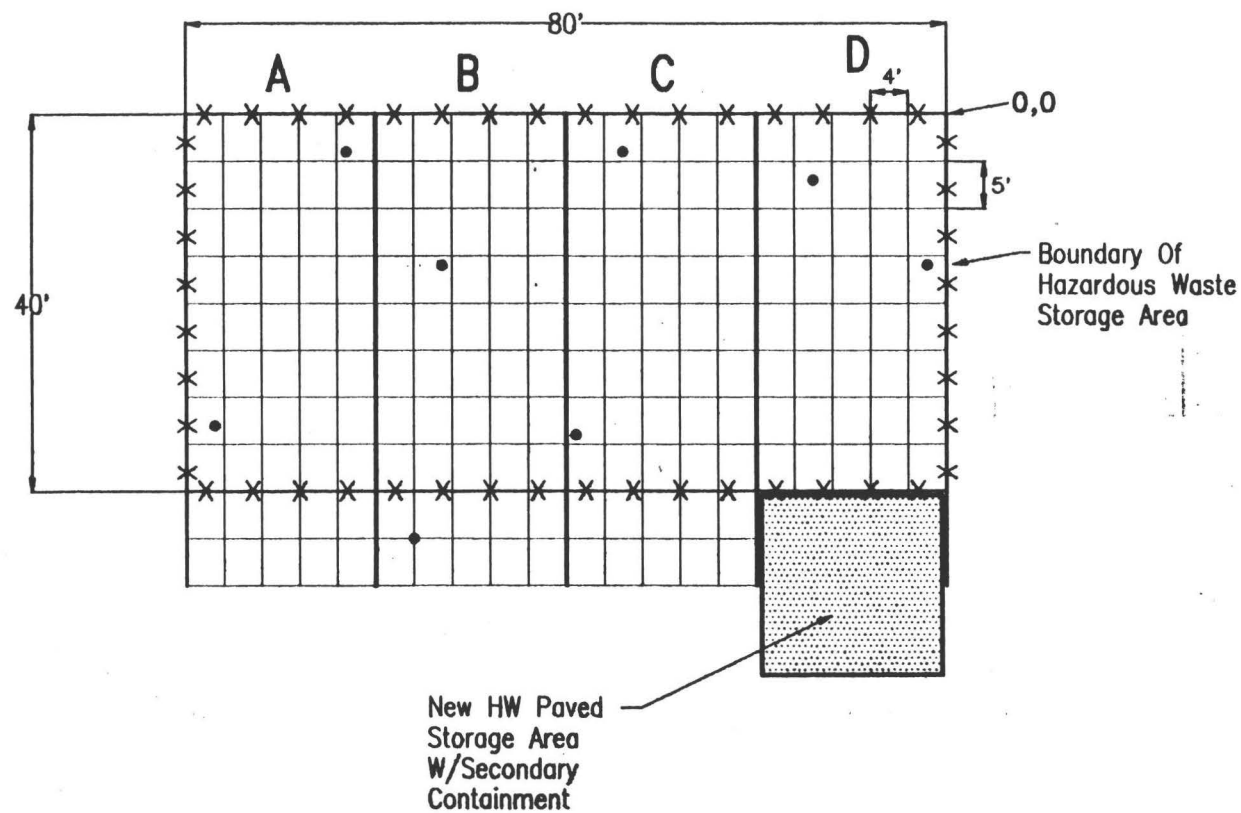 80'
A B C D
4'
0,0
5'
40'
Boundary Of
Hazardous Waste
Storage Area
New HW Paved
Storage Area
W/Secondary
Containment